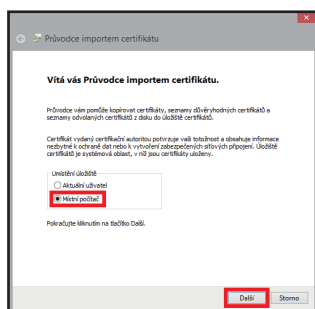 Průvodce importem certifikátu
Vítá vás Průvodce importem certifikátu.
Průvodce vám pomůže kopírovat certifikáty, seznamy důvěryhodných certifikátů a
seznamy odvolaných certifikátů z disku do úložiště certifikátů.
Certifikát vydaný certifikační autoritou potvrzuje vaši totožnost a obsahuje informace
nezbytné k ochraně dat nebo k vytvoření zabezpečených síťových připojení. Úložiště
certifikátů je systémová oblast, v níž jsou certifikáty uloženy.
Umístění úložiště
Aktuální uživatel
Místní počítač
Pokračujte kliknutím na tlačítko Další.
Další
Storno